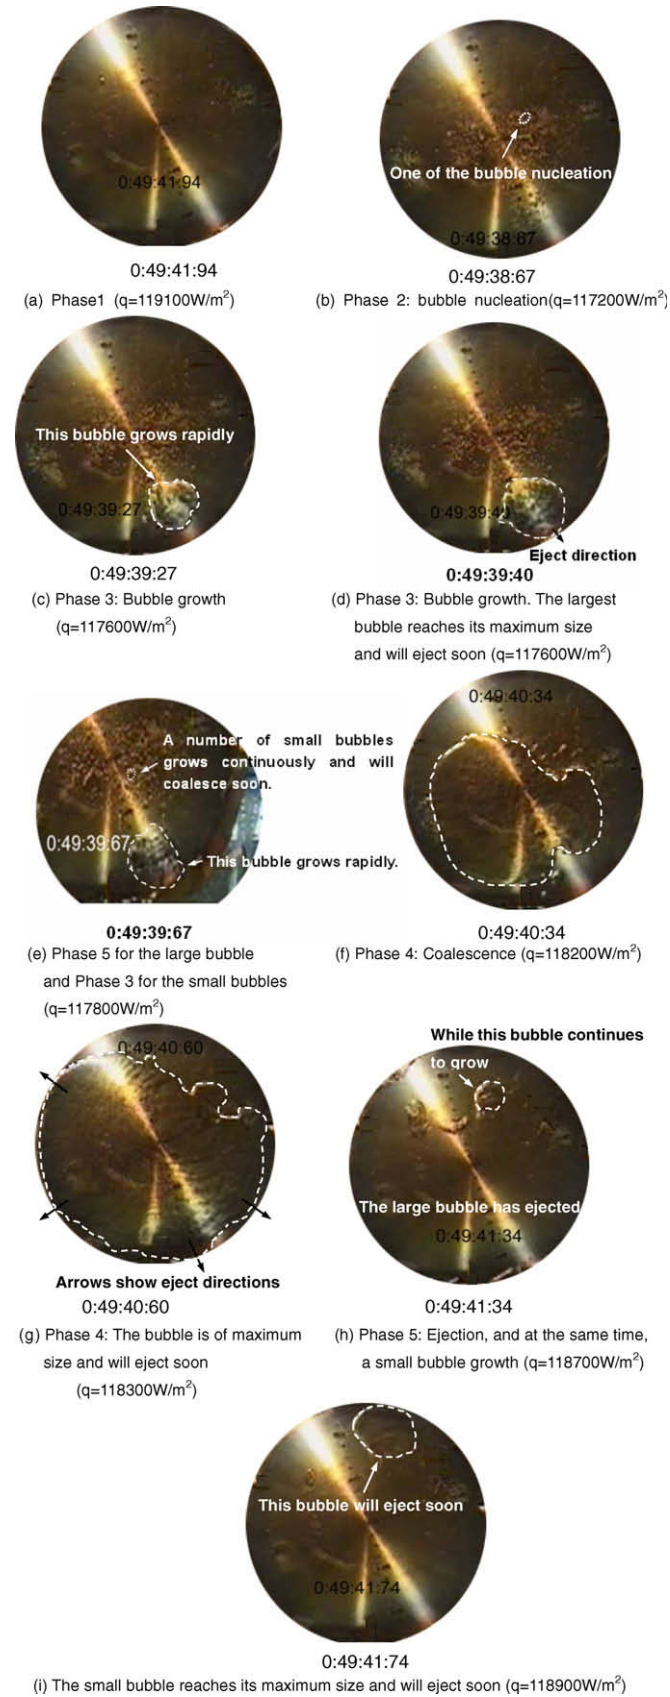 0:49:41:94
0:49:41:94
(a) Phase1 (q=119100W/m²)
One of the bubble nucleation
0:49:38:67
0:49:38:67
(b) Phase 2: bubble nucleation(q=117200W/m²)
This bubble grows rapidly
0:49:39:27
0:49:39:27
(c) Phase 3: Bubble growth
(q=117600W/m²)
0:49:39:40
Eject direction
0:49:39:40
(d) Phase 3: Bubble growth. The largest
bubble reaches its maximum size
and will eject soon (q=117600W/m²)
A number of small bubbles
grows continuously and will
coalesce soon.
0:49:39:67
This bubble grows rapidly.
0:49:39:67
(e) Phase 5 for the large bubble
and Phase 3 for the small bubbles
(q=117800W/m²)
0:49:40:34
0:49:40:34
(f) Phase 4: Coalescence (q=118200W/m²)
0:49:40:60
Arrows show eject directions
0:49:40:60
(g) Phase 4: The bubble is of maximum
size and will eject soon
(q=118300W/m²)
While this bubble continues
to grow
The large bubble has ejected
0:49:41:34
0:49:41:34
(h) Phase 5: Ejection, and at the same time,
a small bubble growth (q=118700W/m²)
This bubble will eject soon
0:49:41:74
0:49:41:74
(i) The small bubble reaches its maximum size and will eject soon (q=118900W/m²)